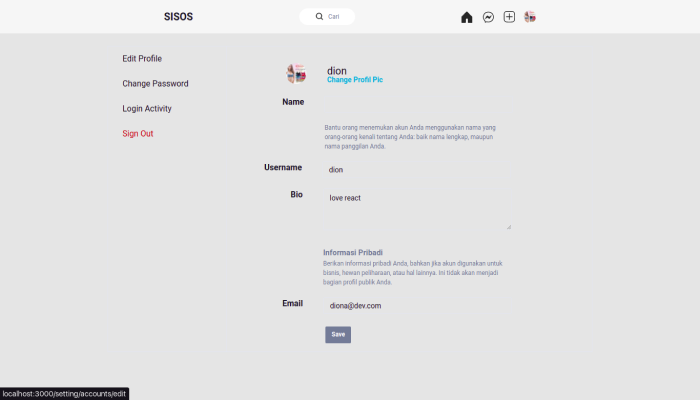 SISOS
Cari
Edit Profile
Change Password
Login Activity
Sign Out
dion
Change Profil Pic
Name
Bantu orang menemukan akun Anda menggunakan nama yang
orang-orang kenali tentang Anda: baik nama lengkap, maupun
nama panggilan Anda.
Username
dion
Bio
love react
Informasi Pribadi
Berikan informasi pribadi Anda, bahkan jika akun digunakan untuk
bisnis, hewan peliharaan, atau hal lainnya. Ini tidak akan menjadi
bagian profil publik Anda.
Email
diona@dev.com
Save
localhost:3000/setting/accounts/edit